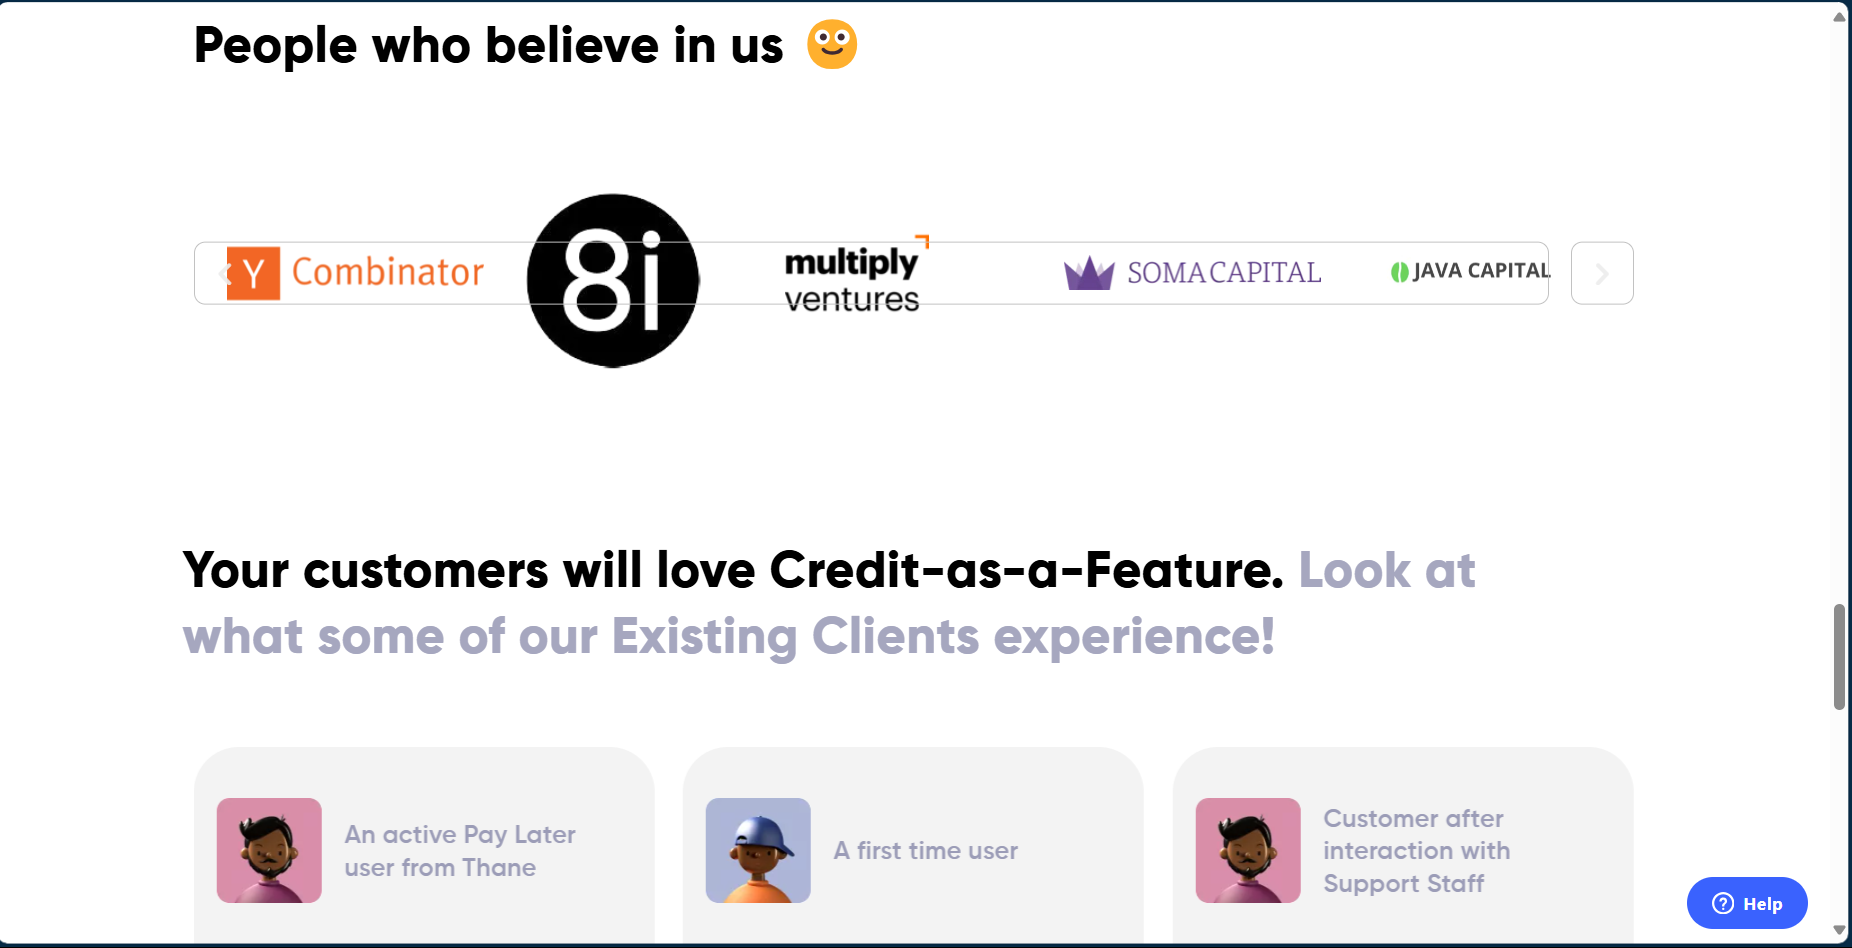 People who believe in us
Y Combinator
8i
multiply
ventures
SOMACAPITAL
JAVA CAPITAL
Your customers will love Credit-as-a-Feature. Look at
what some of our Existing Clients experience!
An active Pay Later
user from Thane
A first time user
Customer after
interaction with
Support Staff
? Help